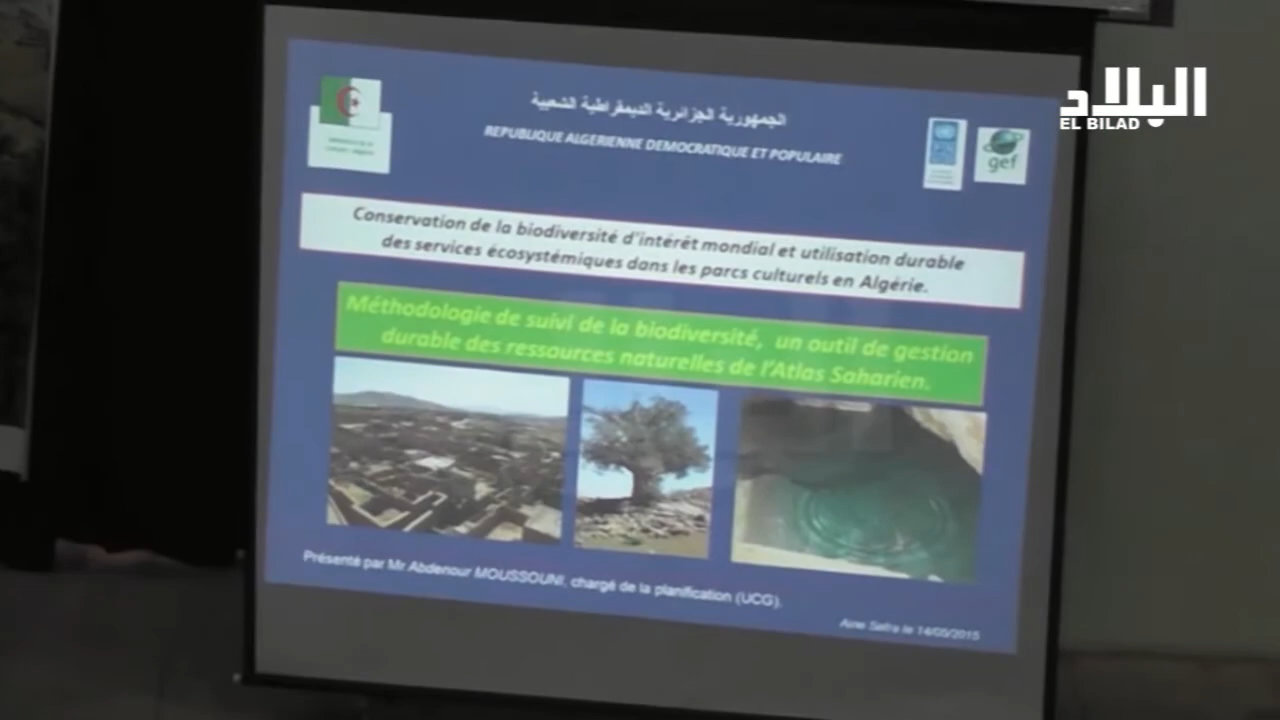 البلاد
EL BILAD
الجمهورية الجزائرية الديمقراطية الشعبية
REPUBLIQUE ALGERIENNE DEMOCRATIQUE ET POPULAIRE
gef
Conservation de la biodiversité d'intérêt mondial et utilisation durable
des services écosystémiques dans les parcs culturels en Algérie.
Méthodologie de suivi de la biodiversité, un outil de gestion
durable des ressources naturelles de l'Atlas Saharien.
Présenté par Mr Abdenour MOUSSOUNI, chargé de la planification (UCG).
Aine Sefra le 14/05/2015